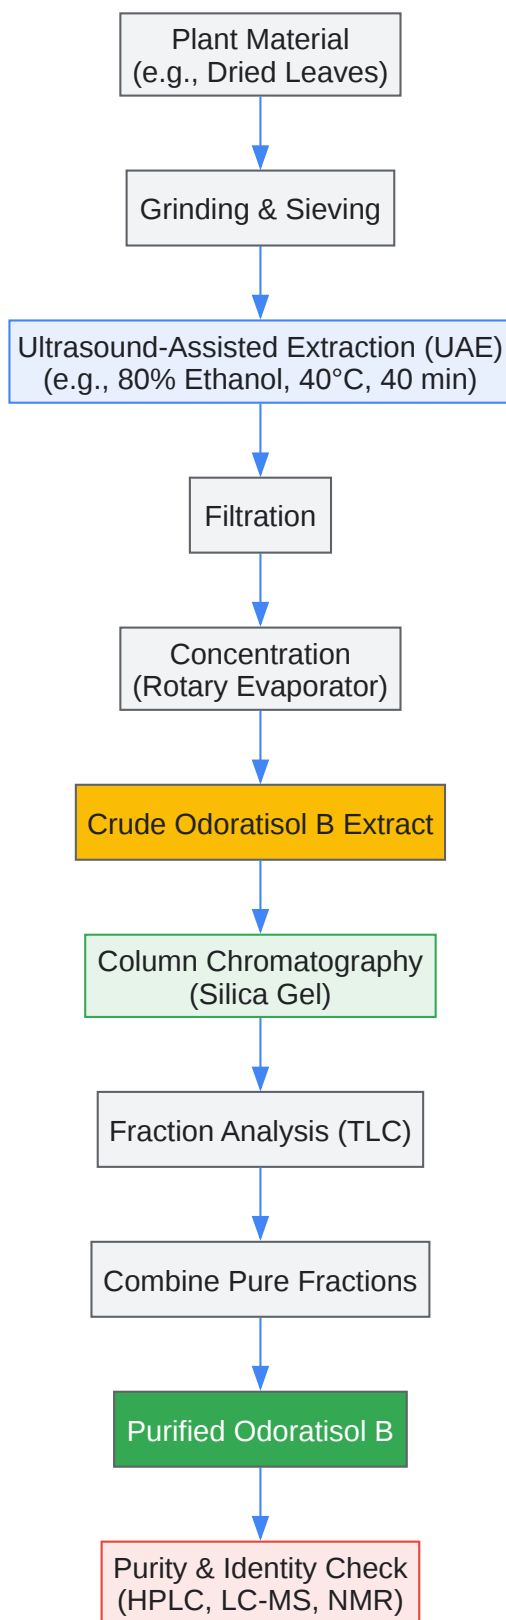 Plant Material
(e.g., Dried Leaves)
Grinding & Sieving
Ultrasound-Assisted Extraction (UAE)
(e.g., 80% Ethanol, 40°C, 40 min)
Filtration
Concentration
(Rotary Evaporator)
Crude Odoratisol B Extract
Column Chromatography
(Silica Gel)
Fraction Analysis (TLC)
Combine Pure Fractions
Purified Odoratisol B
Purity & Identity Check
(HPLC, LC-MS, NMR)